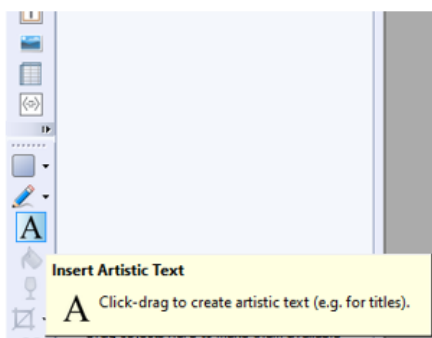 A
Insert Artistic Text
A Click-drag to create artistic text (e.g. for titles).